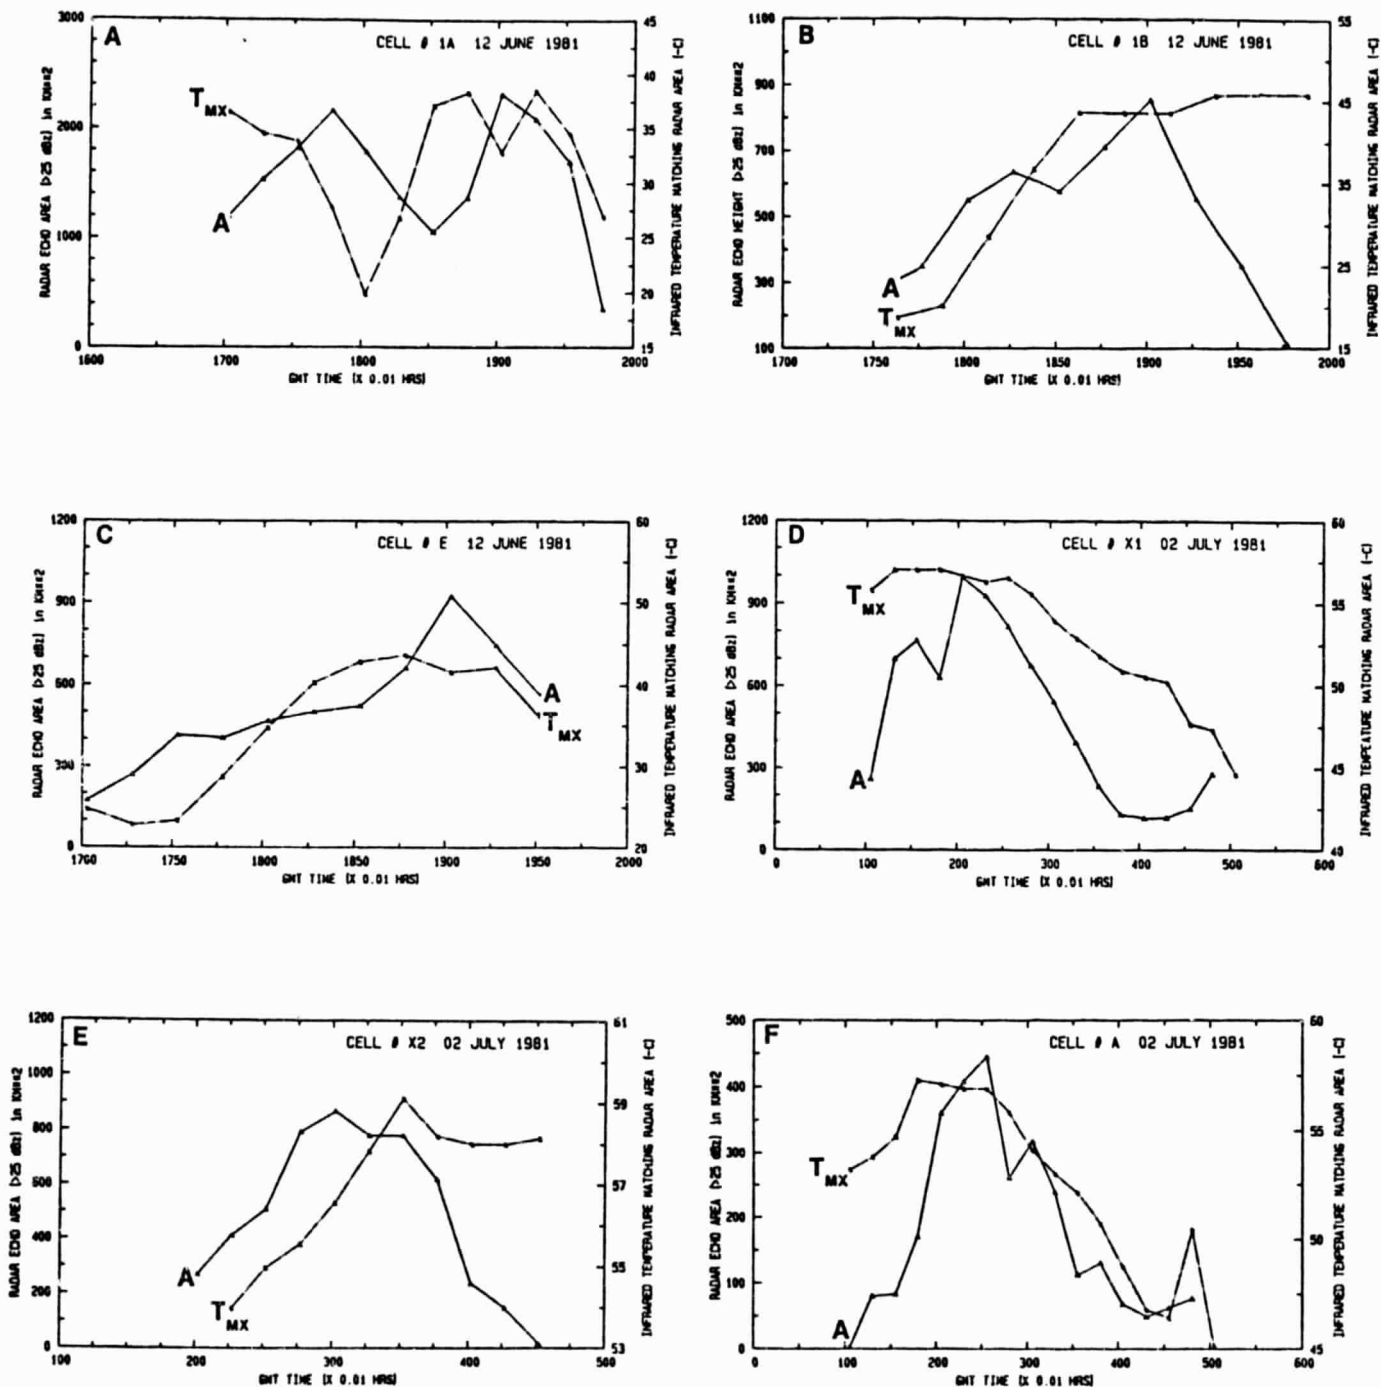 A
CELL # 1A 12 JUNE 1981
RADAR ECHO AREA (>25 dBz) in KM**2
INFRARED TEMPERATURE MATCHING RADAR AREA (-C)
3000
2000
1000
0
45
40
35
30
25
20
15
T MX
A
1600 1700 1800 1900 2000
GMT TIME (X 0.01 HRS)
B
CELL # 1B 12 JUNE 1981
RADAR ECHO HEIGHT (>25 dBz) in KM**2
INFRARED TEMPERATURE MATCHING RADAR AREA (-C)
1100
900
700
500
300
100
55
45
35
25
15
A
T MX
1700 1750 1800 1850 1900 1950 2000
GMT TIME (X 0.01 HRS)
C
CELL # E 12 JUNE 1981
RADAR ECHO AREA (>25 dBz) in KM**2
INFRARED TEMPERATURE MATCHING RADAR AREA (-C)
1200
900
600
300
0
60
50
40
30
20
A
T MX
1700 1750 1800 1850 1900 1950 2000
GMT TIME (X 0.01 HRS)
D
CELL # X1 02 JULY 1981
RADAR ECHO AREA (>25 dBz) in KM**2
INFRARED TEMPEATURE MATCHING RADAR AREA (-C)
1200
900
600
300
0
60
55
50
45
40
T MX
A
0 100 200 300 400 500 600
GMT TIME (X 0.01 HRS)
E
CELL # X2 02 JULY 1981
RADAR ECHO AREA (>25 dBz) in KM**2
INFRARED TEMPERATURE MATCHING RADAR AREA (-C)
1200
1000
800
600
400
200
0
61
59
57
55
53
A
T MX
100 200 300 400 500
GMT TIME (X 0.01 HRS)
F
CELL # A 02 JULY 1981
RADAR ECHO AREA (>25 dBz) in KM**2
INFRARED TEMPERATURE MATCHING RADAR AREA (-C)
500
400
300
200
100
0
60
55
50
45
T MX
A
0 100 200 300 400 500 600
GMT TIME (X 0.01 HRS)